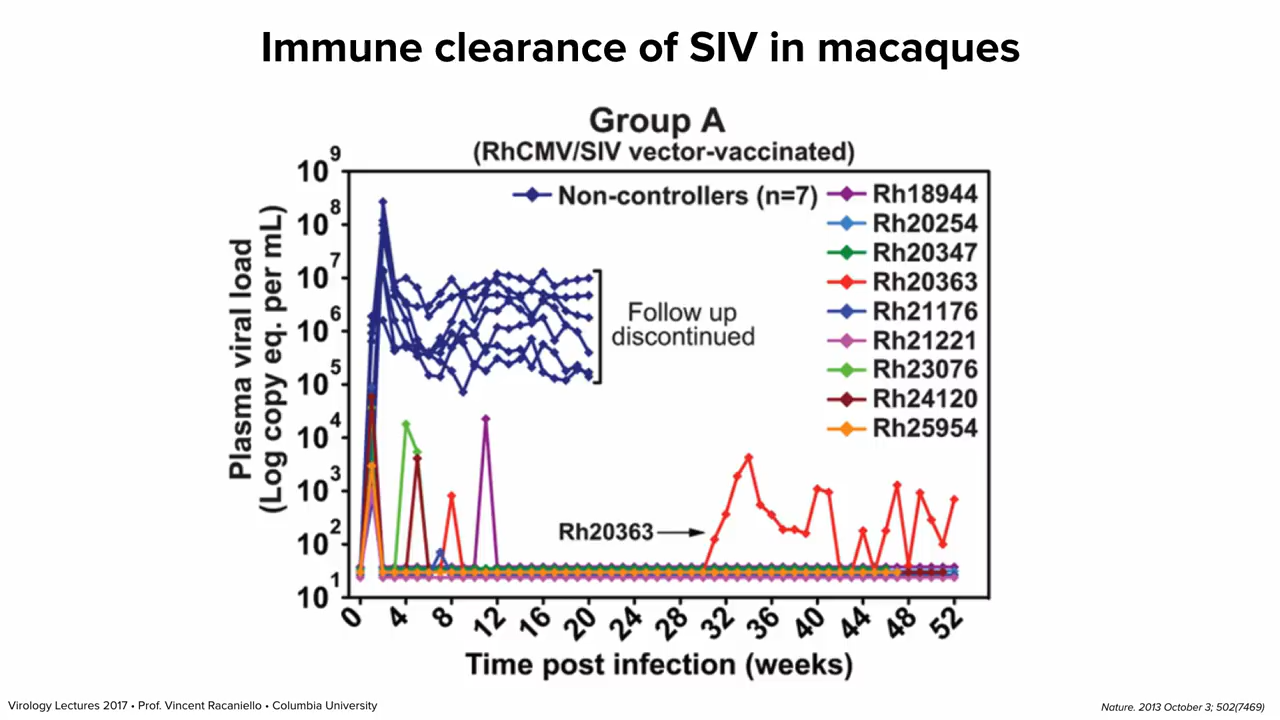 Immune clearance of SIV in macaques
Group A
(RhCMV/SIV vector-vaccinated)
Plasma viral load
(Log copy eq. per mL)
10^9
10^8
10^7
10^6
10^5
10^4
10^3
10^2
10^1
Non-controllers (n=7)
Rh18944
Rh20254
Rh20347
Rh20363
Rh21176
Rh21221
Rh23076
Rh24120
Rh25954
Follow up
discontinued
Rh20363
0 4 8 12 16 20 24 28 32 36 40 44 48 52
Time post infection (weeks)
Virology Lectures 2017 • Prof. Vincent Racaniello • Columbia University
Nature. 2013 October 3; 502(7469)